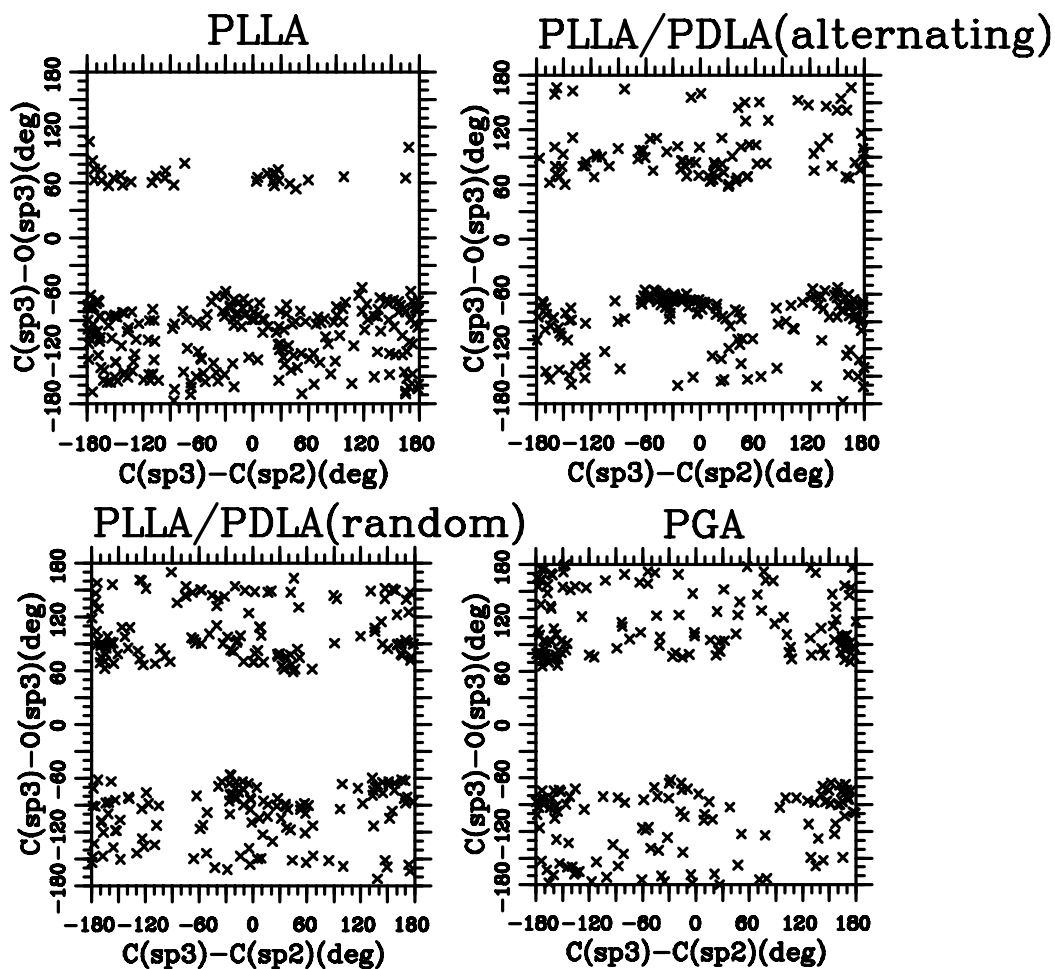 PLLA
180
120
60
0
-60
-120
-180
C(sp3)-O(sp3)(deg)
-180 -120 -60 0 60 120 180
C(sp3)-C(sp2)(deg)
PLLA/PDLA(alternating)
180
120
60
0
-60
-120
-180
C(sp3)-O(sp3)(deg)
-180 -120 -60 0 60 120 180
C(sp3)-C(sp2)(deg)
PLLA/PDLA(random)
180
120
60
0
-60
-120
-180
C(sp3)-O(sp3)(deg)
-180 -120 -60 0 60 120 180
C(sp3)-C(sp2)(deg)
PGA
180
120
60
0
-60
-120
-180
C(sp3)-O(sp3)(deg)
-180 -120 -60 0 60 120 180
C(sp3)-C(sp2)(deg)